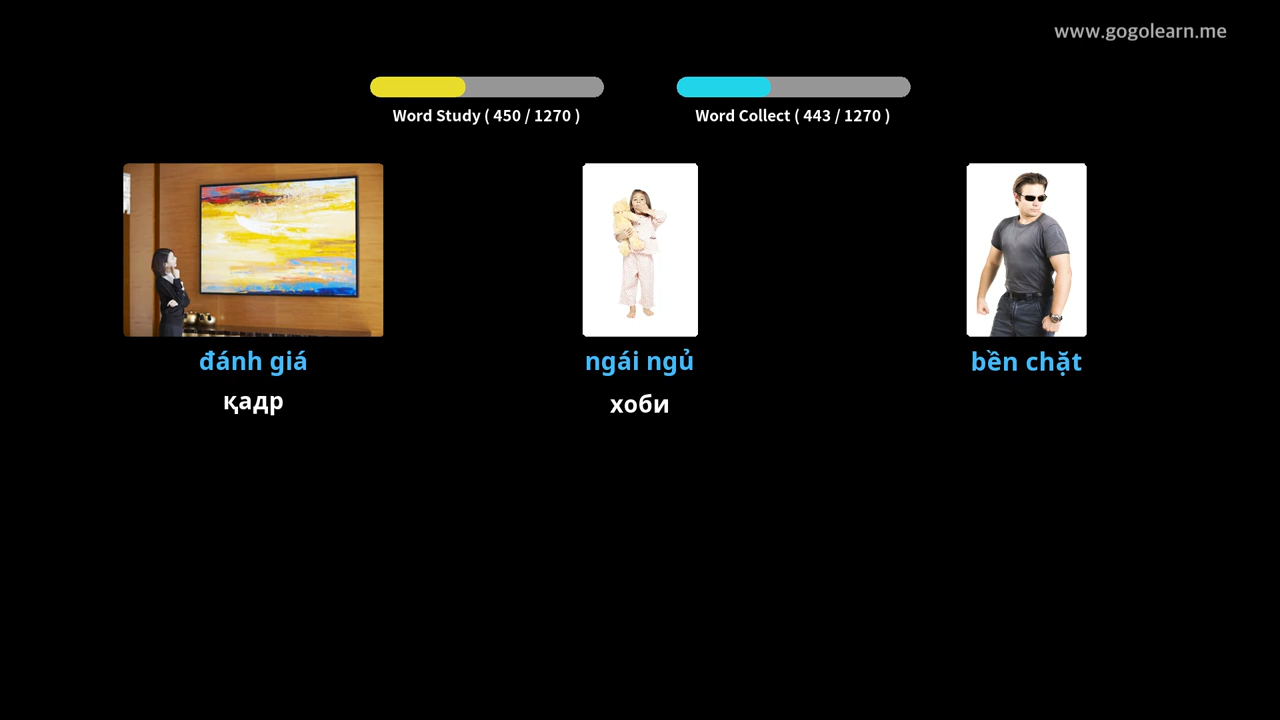 www.gogolearn.me
Word Study ( 450 / 1270 )
Word Collect ( 443 / 1270 )
đánh giá
ngái ngủ
bền chặt
қадр
хоби